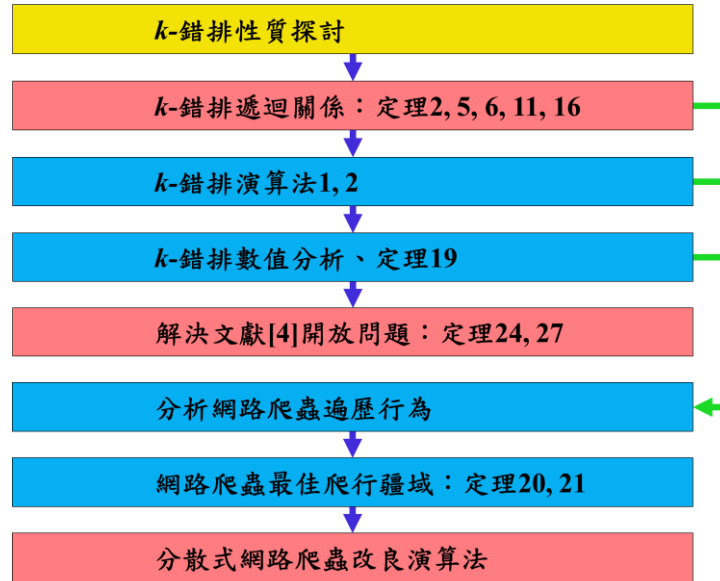 k-錯排性質探討
k-錯排遞迴關係：定理2, 5, 6, 11, 16
k-錯排演算法1, 2
k-錯排數值分析、定理19
解決文獻[4]開放問題：定理24, 27
分析網路爬蟲遍歷行為
網路爬蟲最佳爬行疆域：定理20, 21
分散式網路爬蟲改良演算法